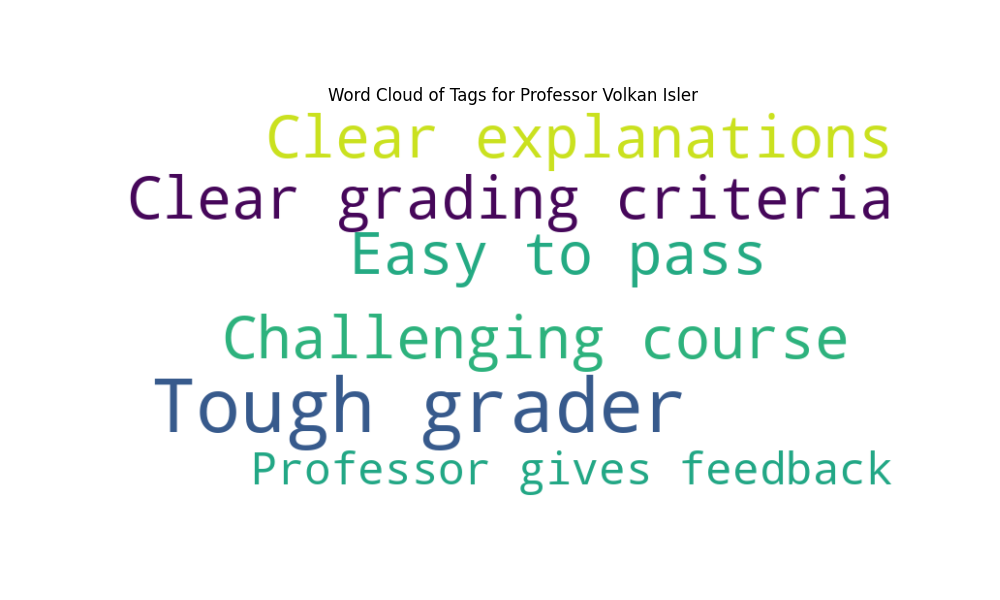 Word Cloud of Tags for Professor Volkan Isler
Clear explanations
Clear grading criteria
Easy to pass
Challenging course
Tough grader
Professor gives feedback